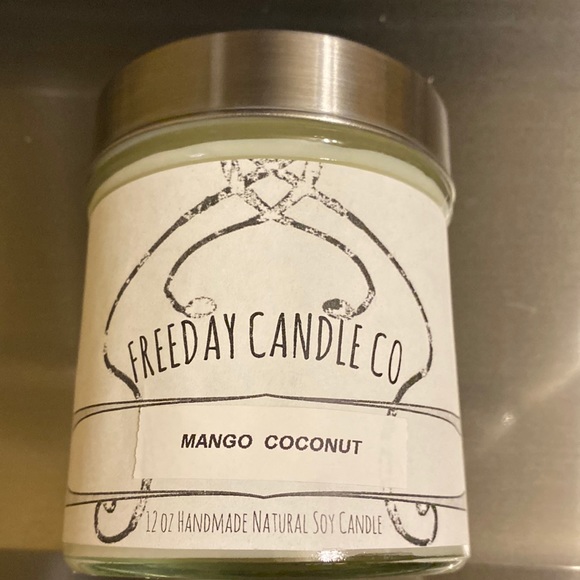 FREEDAY CANDLE CO
MANGO COCONUT
12 oz Handmade Natural Soy Candle